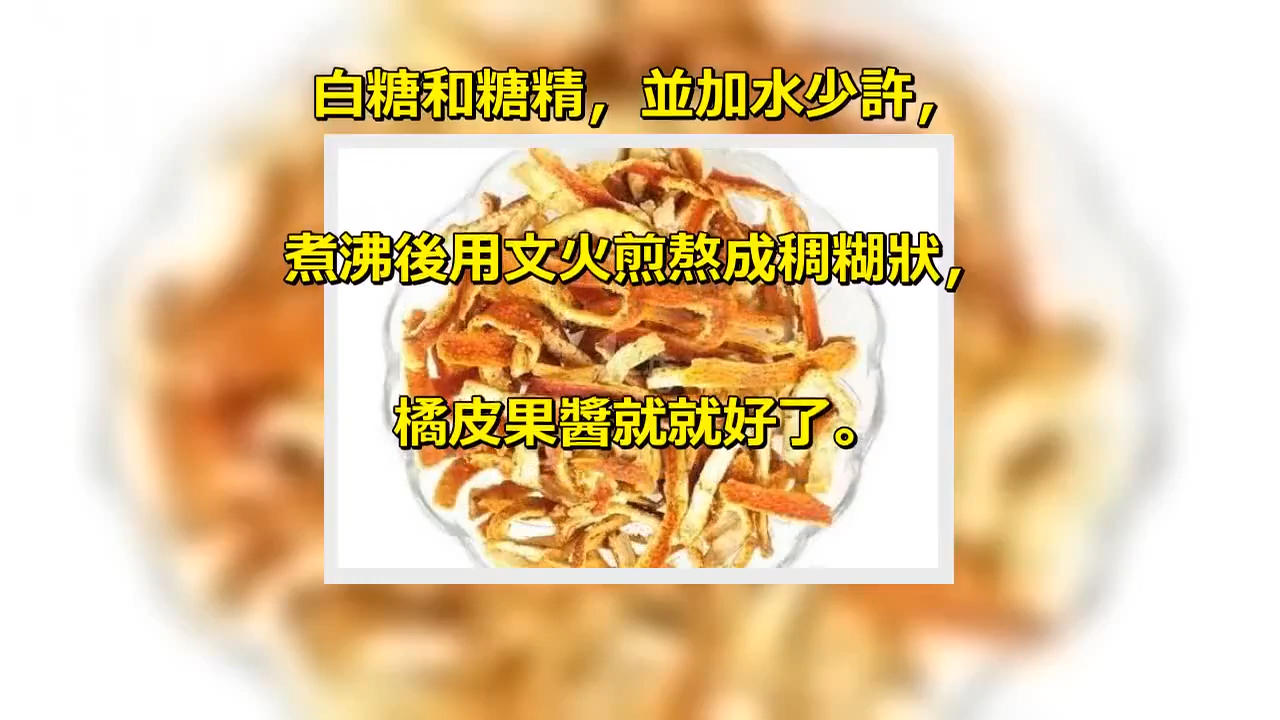 白糖和糖精，並加水少許，
煮沸後用文火煎熬成稠糊狀，
橘皮果醬就就好了。